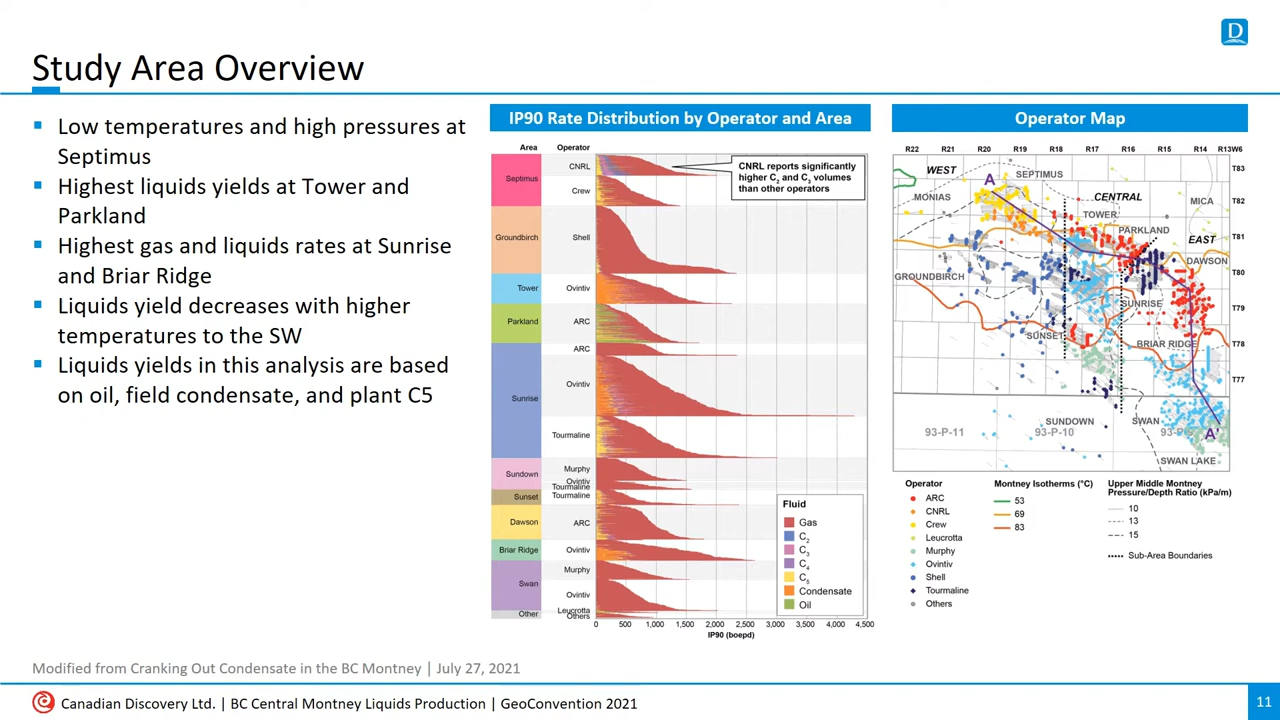 Study Area Overview
Low temperatures and high pressures at
Septimus
Highest liquids yields at Tower and
Parkland
Highest gas and liquids rates at Sunrise
and Briar Ridge
Liquids yield decreases with higher
temperatures to the SW
Liquids yields in this analysis are based
on oil, field condensate, and plant C5
IP90 Rate Distribution by Operator and Area
Area Operator
Septimus
CNRL
Crew
CNRL reports significantly
higher C2 and C3 volumes
than other operators
Groundbirch
Shell
Tower
Ovintiv
Parkland
ARC
Sunrise
ARC
Ovintiv
Tourmaline
Sundown
Murphy
Ovintiv
Tourmaline
Sunset
Tourmaline
Dawson
ARC
Briar Ridge
Ovintiv
Swan
Murphy
Ovintiv
Leucrotta
Other
Others
Fluid
Gas
C2
C3
C4
C5
Condensate
Oil
0 500 1,000 1,500 2,000 2,500 3,000 3,500 4,000 4,500
IP90 (boepd)
Operator Map
R22 R21 R20 R19 R18 R17 R16 R15 R14 R13W6
T83
T82
T81
T80
T79
T78
T77
WEST
A
SEPTIMUS
MONIAS
CENTRAL
MICA
TOWER
PARKLAND
EAST
DAWSON
GROUNDBIRCH
SUNRISE
SUNSET
BRIAR RIDGE
SUNDOWN
SWAN
93-P-11
93-P-10
93-P-
A'
SWAN LAKE
Operator
ARC
CNRL
Crew
Leucrotta
Murphy
Ovintiv
Shell
Tourmaline
Others
Montney Isotherms (°C)
53
69
83
Upper Middle Montney
Pressure/Depth Ratio (kPa/m)
10
13
15
Sub-Area Boundaries
Modified from Cranking Out Condensate in the BC Montney | July 27, 2021
Canadian Discovery Ltd. | BC Central Montney Liquids Production | GeoConvention 2021
11
D